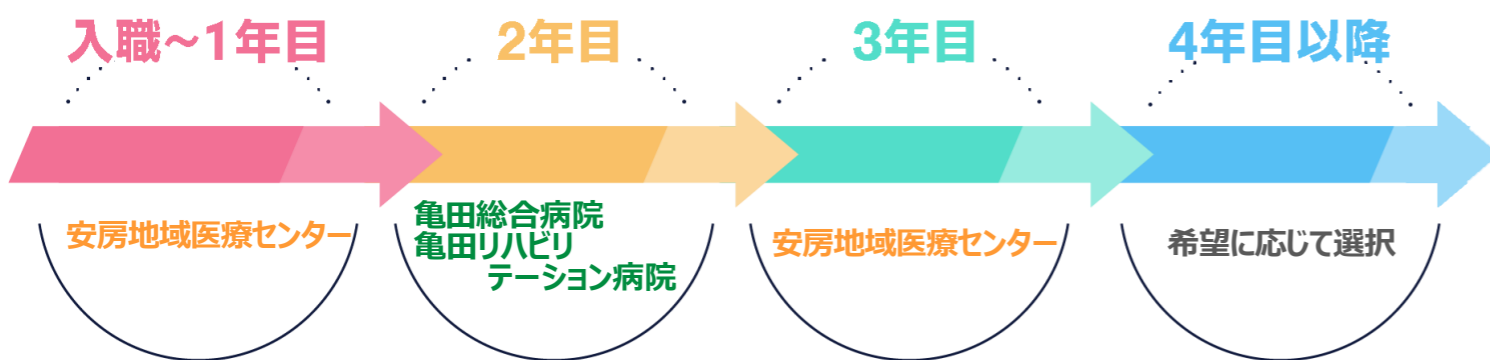 入職～1年目
2年目
3年目
4年目以降
安房地域医療センター
亀田総合病院
亀田リハビリ
テーション病院
安房地域医療センター
希望に応じて選択